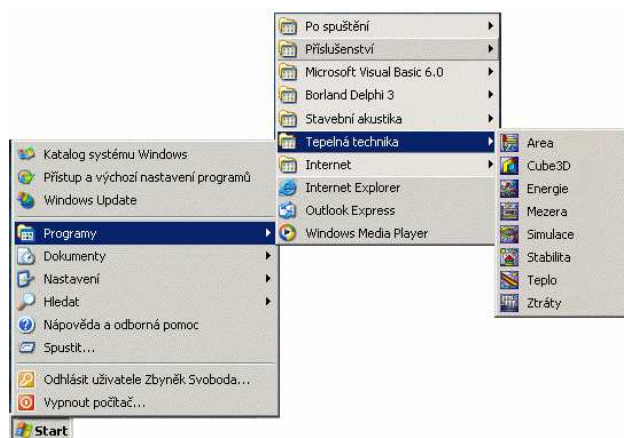 Po spuštění
Příslušenství
Microsoft Visual Basic 6.0
Borland Delphi 3
Stavební akustika
Tepelná technika
Internet
Internet Explorer
Outlook Express
Windows Media Player
Area
Cube3D
Energie
Mezera
Simulace
Stabilita
Teplo
Ztráty
Katalog systému Windows
Přístup a výchozí nastavení programů
Windows Update
Programy
Dokumenty
Nastavení
Hledat
Nápověda a odborná pomoc
Spustit...
Odhlásit uživatele Zbyněk Svoboda...
Vypnout počítač...
Start